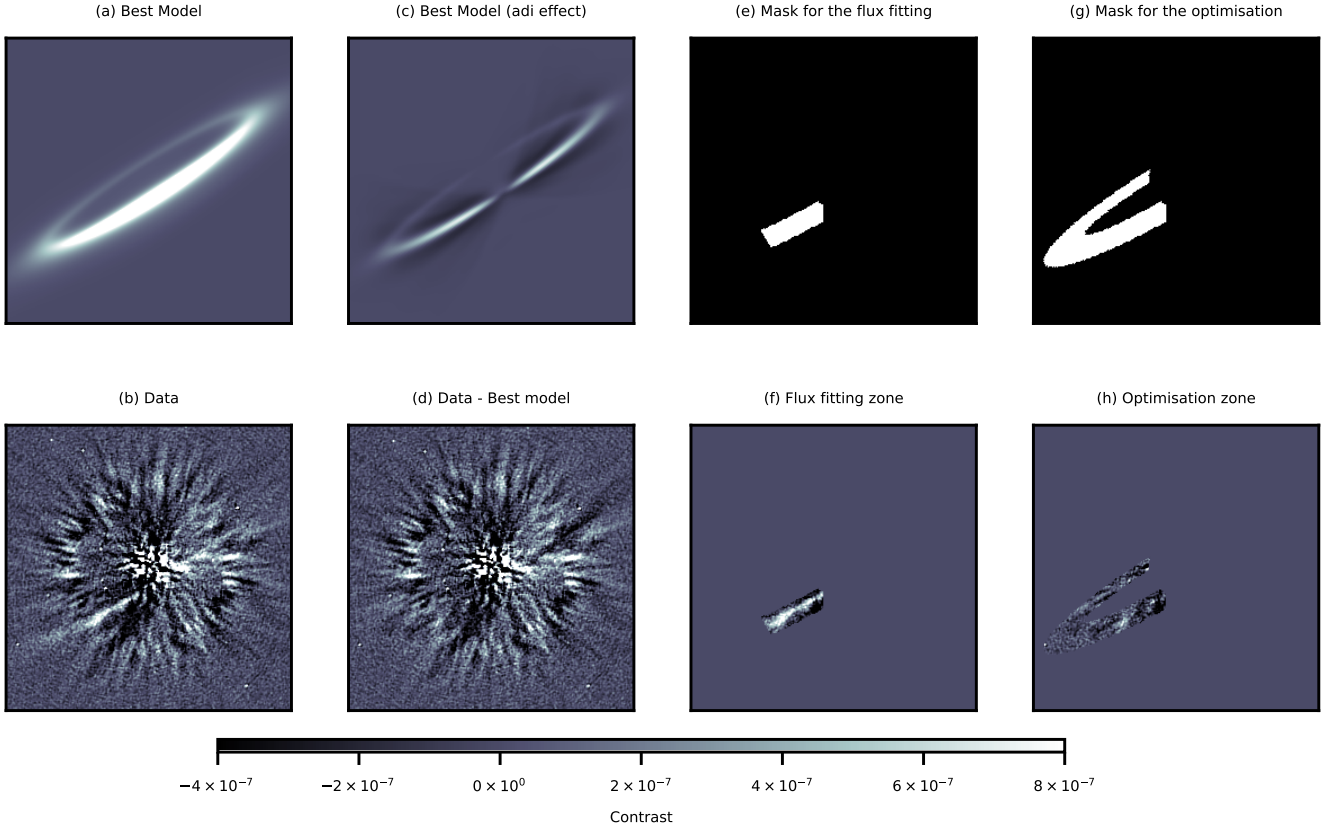 (a) Best Model
(c) Best Model (adi effect)
(e) Mask for the flux fitting
(g) Mask for the optimisation
(b) Data
(d) Data - Best model
(f) Flux fitting zone
(h) Optimisation zone
−4 × 10⁻⁷
−2 × 10⁻⁷
0 × 10⁰
2 × 10⁻⁷
4 × 10⁻⁷
6 × 10⁻⁷
8 × 10⁻⁷
Contrast